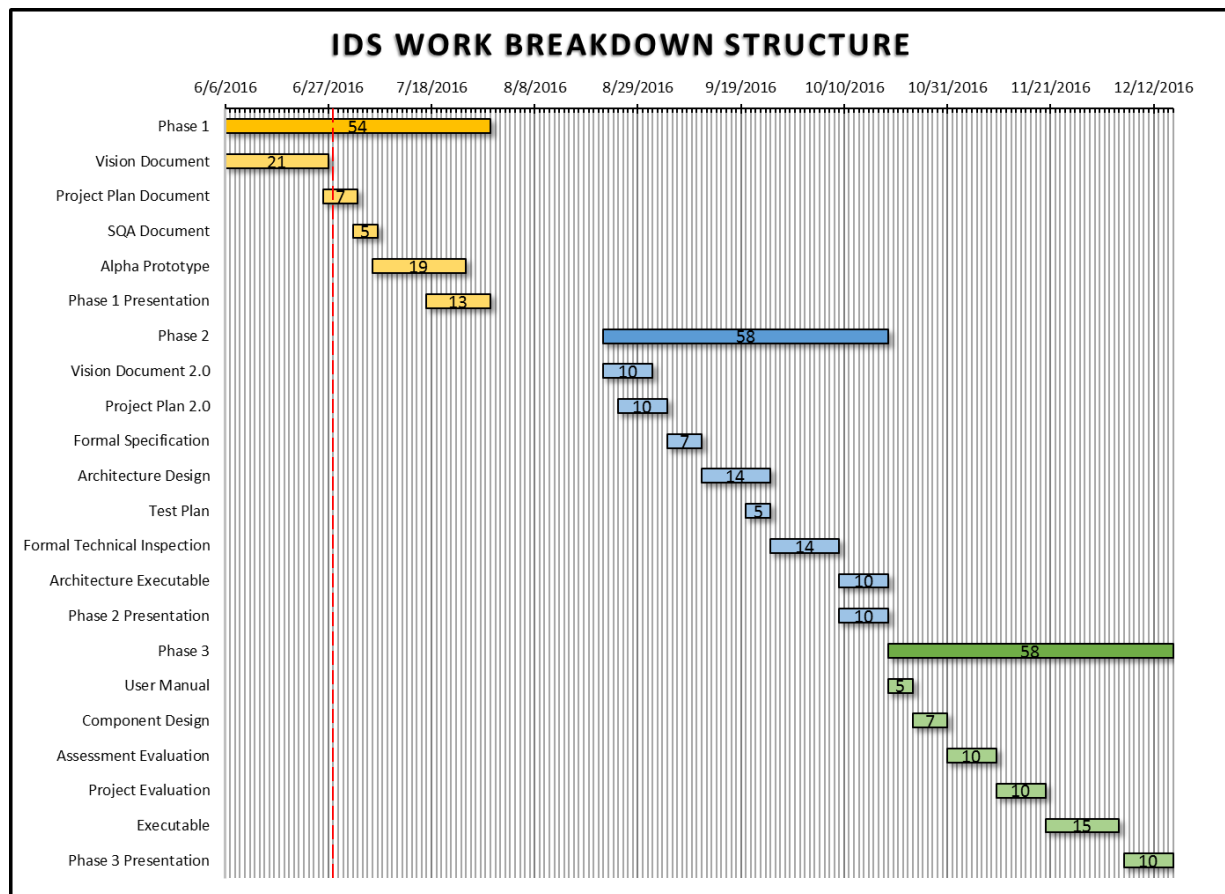 IDS WORK BREAKDOWN STRUCTURE
6/6/2016 6/27/2016 7/18/2016 8/8/2016 8/29/2016 9/19/2016 10/10/2016 10/31/2016 11/21/2016 12/12/2016
Phase 1 54
Vision Document 21
Project Plan Document 7
SQA Document 5
Alpha Prototype 19
Phase 1 Presentation 13
Phase 2 58
Vision Document 2.0 10
Project Plan 2.0 10
Formal Specification 7
Architecture Design 14
Test Plan 5
Formal Technical Inspection 14
Architecture Executable 10
Phase 2 Presentation 10
Phase 3 58
User Manual 5
Component Design 7
Assessment Evaluation 10
Project Evaluation 10
Executable 15
Phase 3 Presentation 10